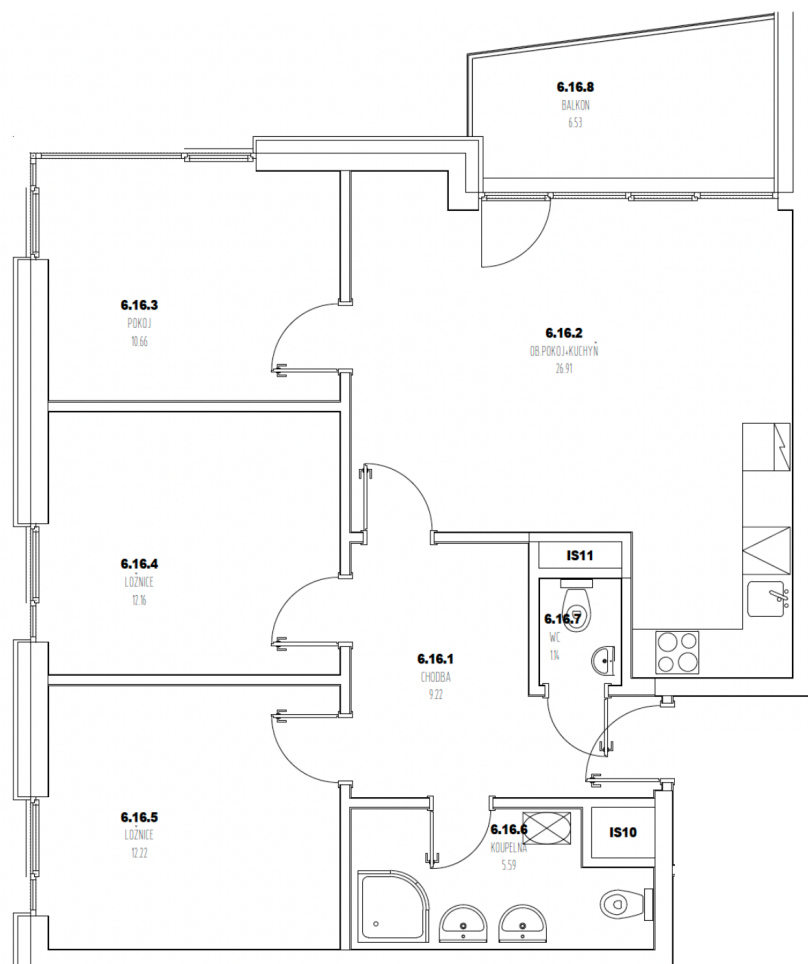 6.16.8
BALKON
6.53
6.16.3
POKOJ
10.66
6.16.2
OB.POKOJ+KUCHYŇ
26.91
6.16.4
LOŽNICE
12.16
IS11
6.16.7
WC
1.14
6.16.1
CHODBA
9.22
6.16.5
LOŽNICE
12.22
6.16.6
KOUPELNA
5.59
IS10